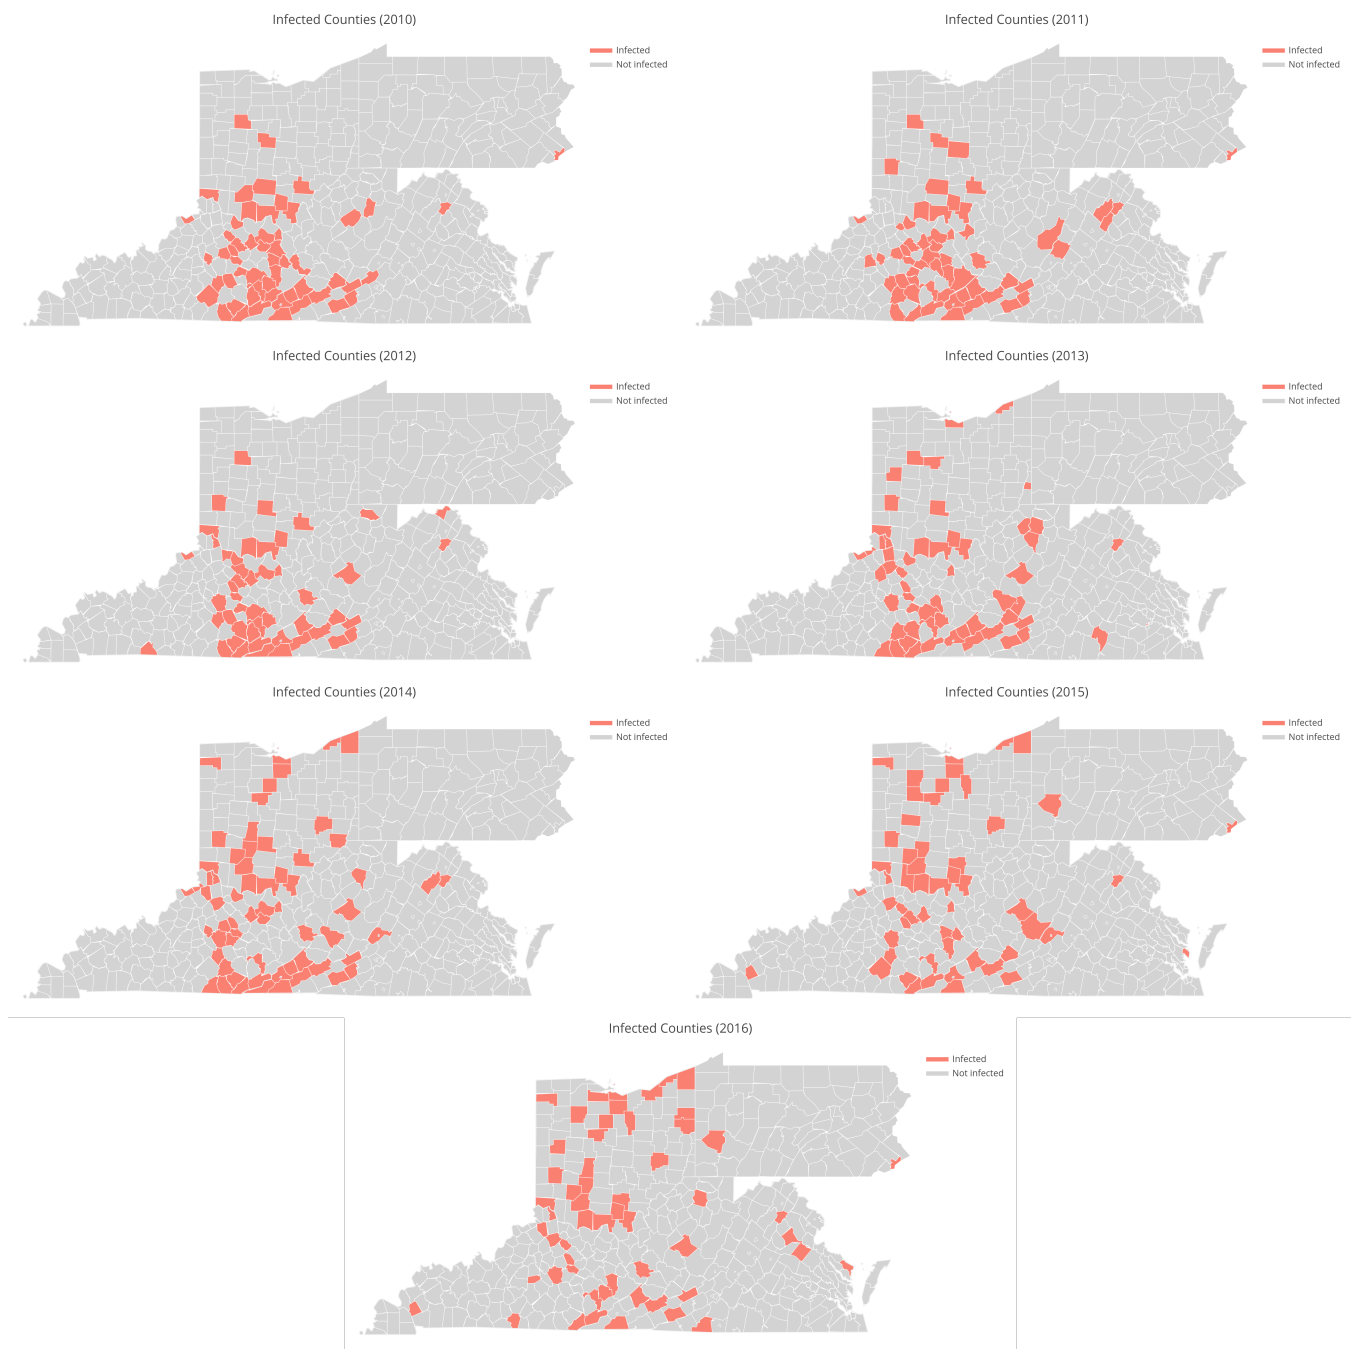 Infected Counties (2010)
Infected
Not infected
Infected Counties (2011)
Infected
Not infected
Infected Counties (2012)
Infected
Not infected
Infected Counties (2013)
Infected
Not infected
Infected Counties (2014)
Infected
Not infected
Infected Counties (2015)
Infected
Not infected
Infected Counties (2016)
Infected
Not infected